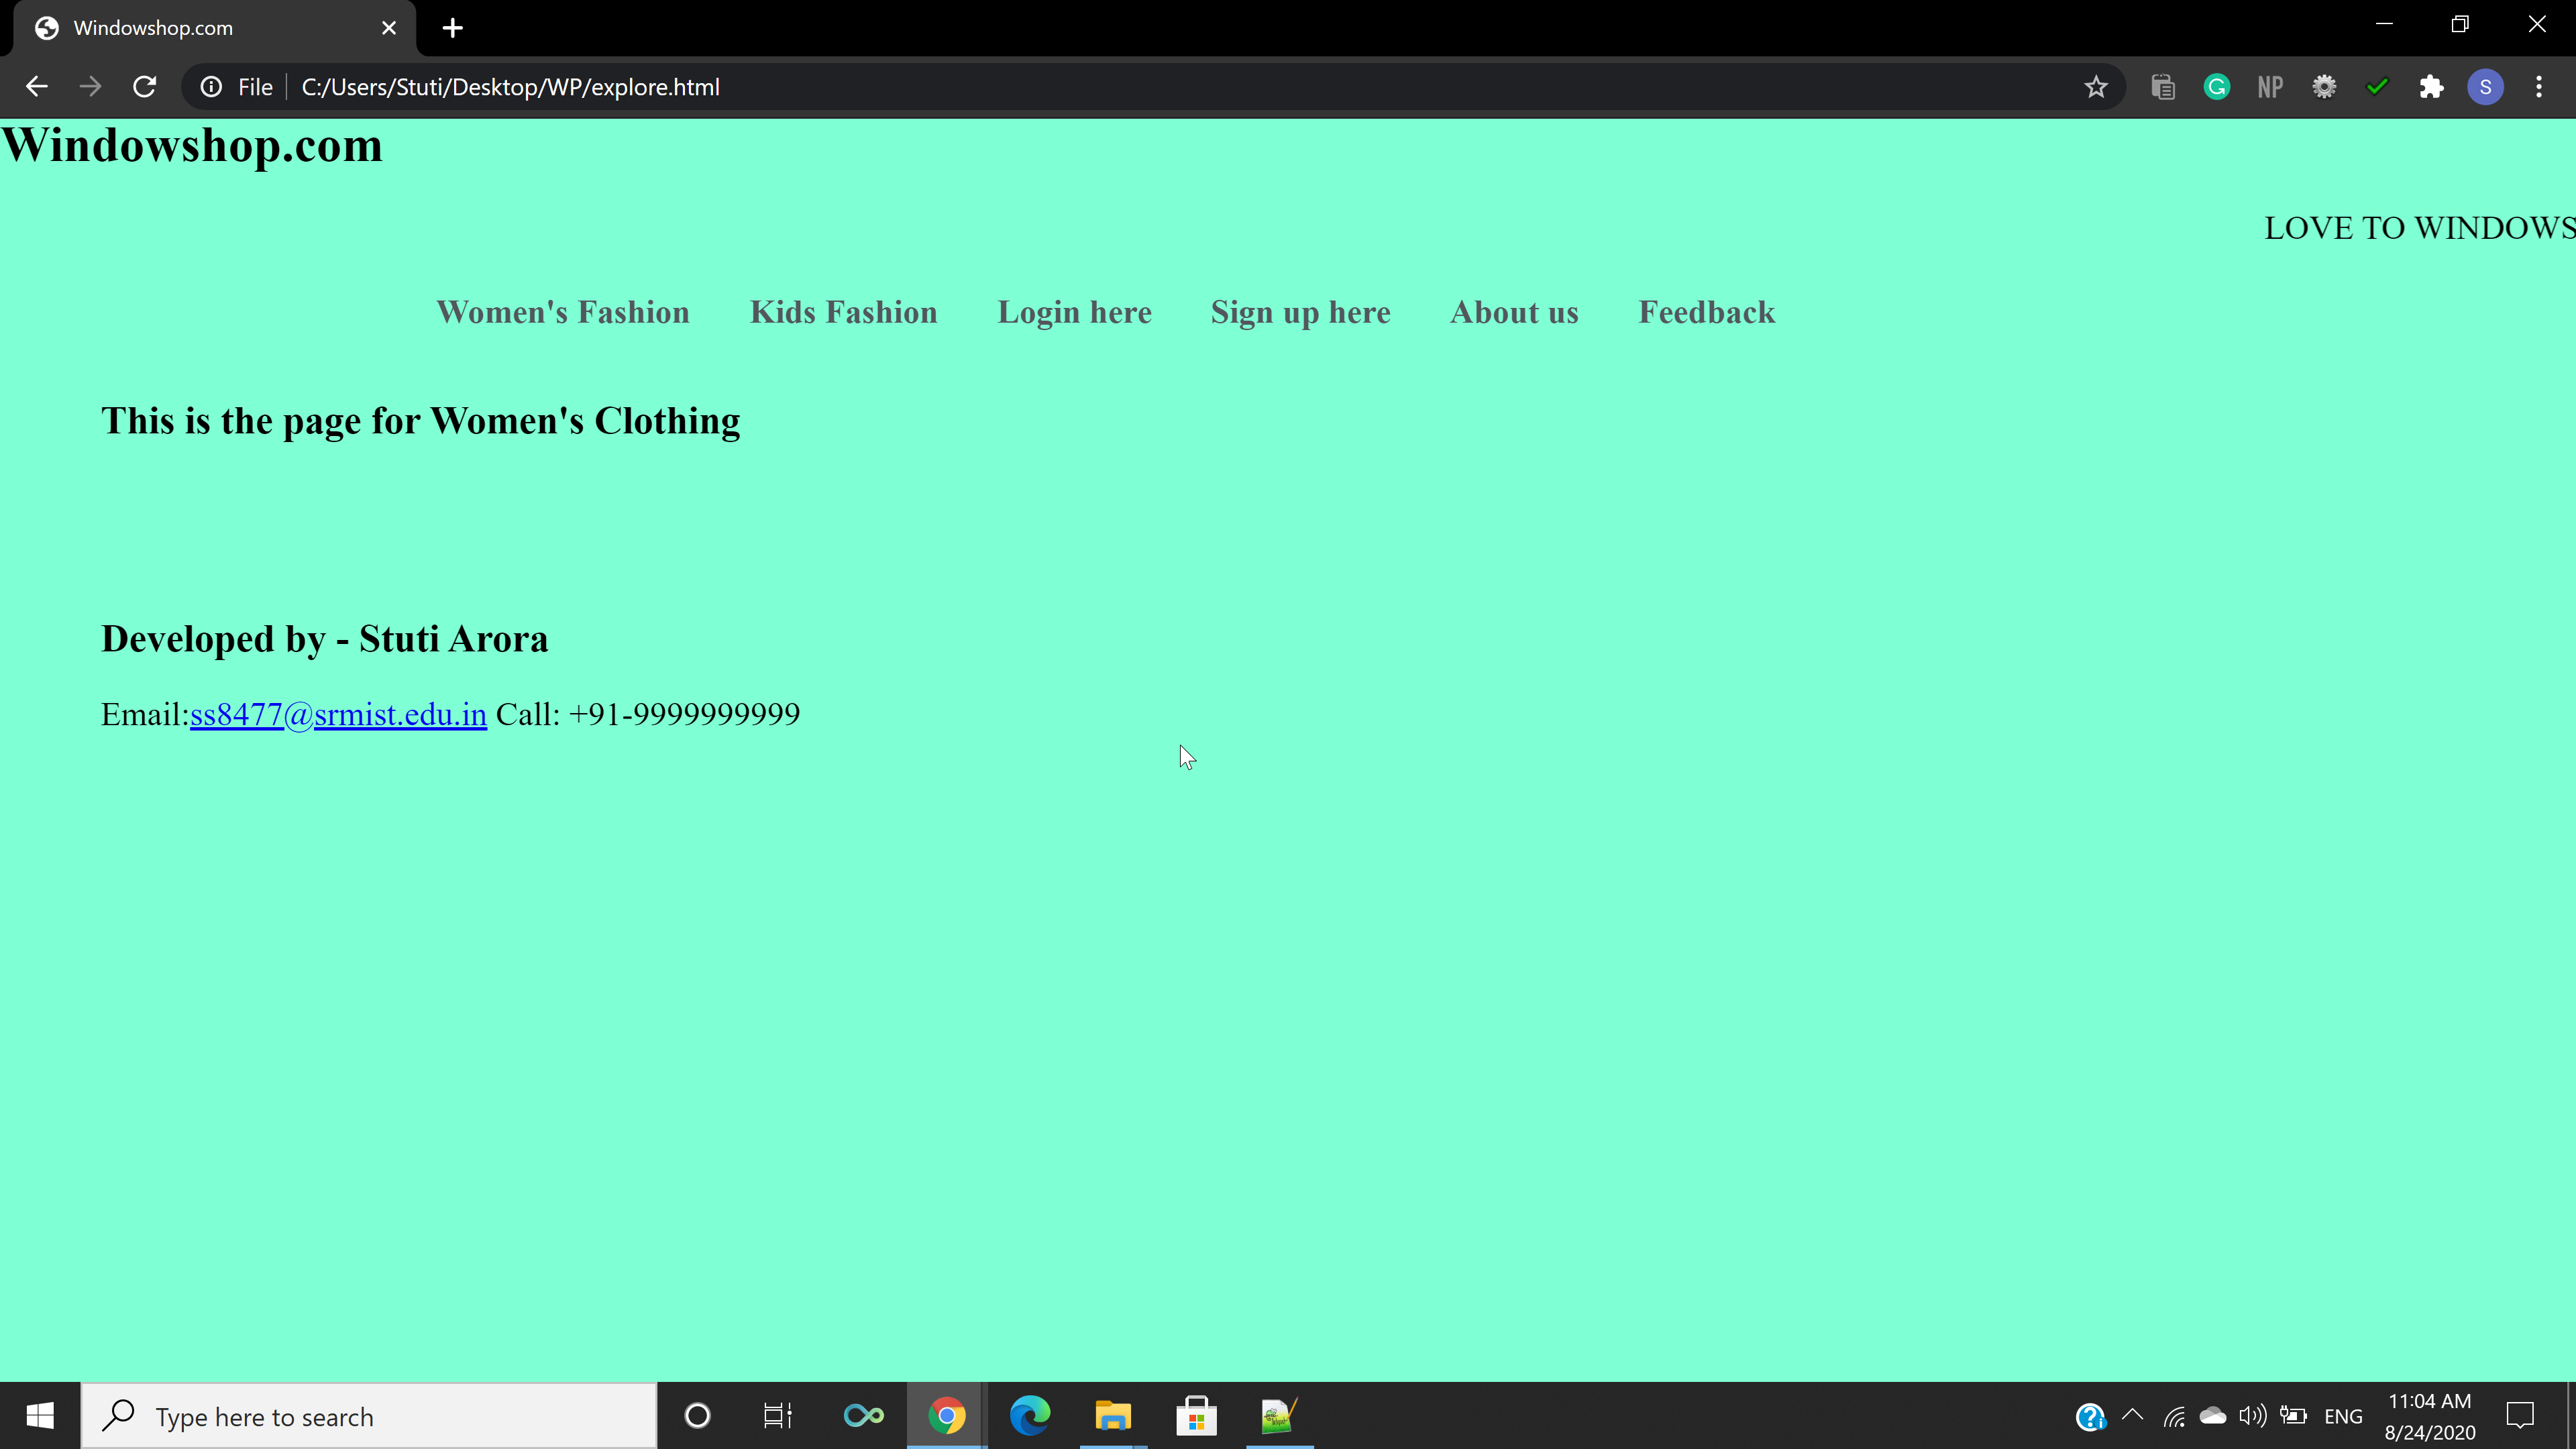 Windowshop.com
File C:/Users/Stuti/Desktop/WP/explore.html
NP
S
Windowshop.com
LOVE TO WINDOWS
Women's Fashion Kids Fashion Login here Sign up here About us Feedback
This is the page for Women's Clothing
Developed by - Stuti Arora
Email:ss8477@srmist.edu.in Call: +91-9999999999
Type here to search
ENG
11:04 AM
8/24/2020